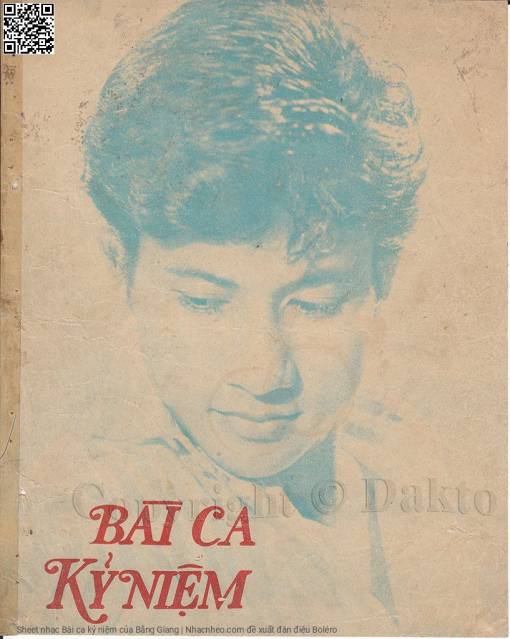 Copyright © Dakto
BÀI CA
KỶ NIỆM
Sheet nhạc Bài ca kỷ niệm của Bằng Giang | Nhacnheo.com đề xuất đàn điệu Boléro